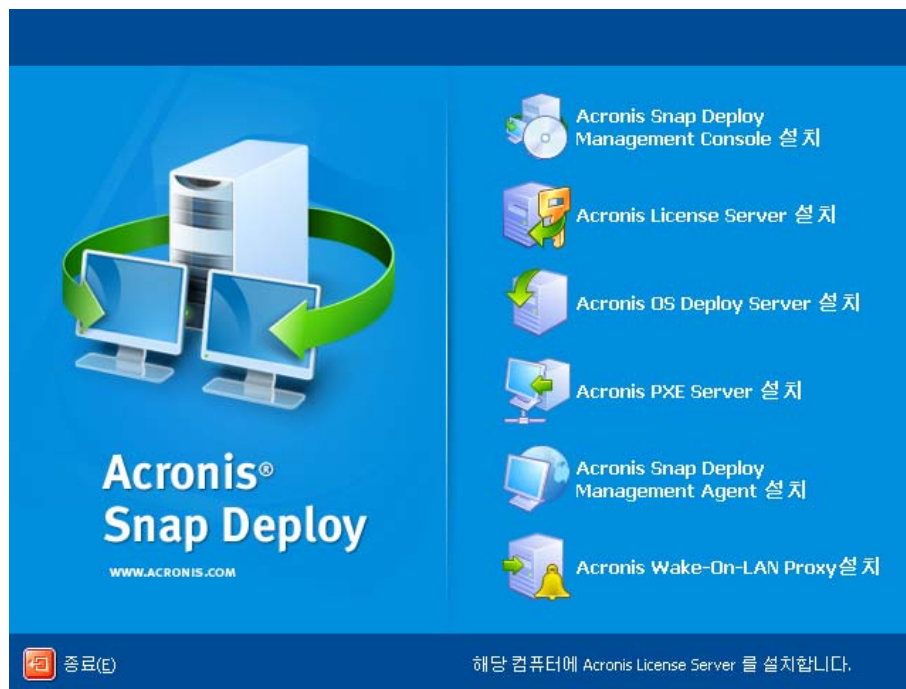 Acronis®
Snap Deploy
WWW.ACRONIS.COM
Acronis Snap Deploy
Management Console 설치
Acronis License Server 설치
Acronis OS Deploy Server 설치
Acronis PXE Server 설치
Acronis Snap Deploy
Management Agent 설치
Acronis Wake-On-LAN Proxy설치
종료(E)
해당 컴퓨터에 Acronis License Server 를 설치합니다.